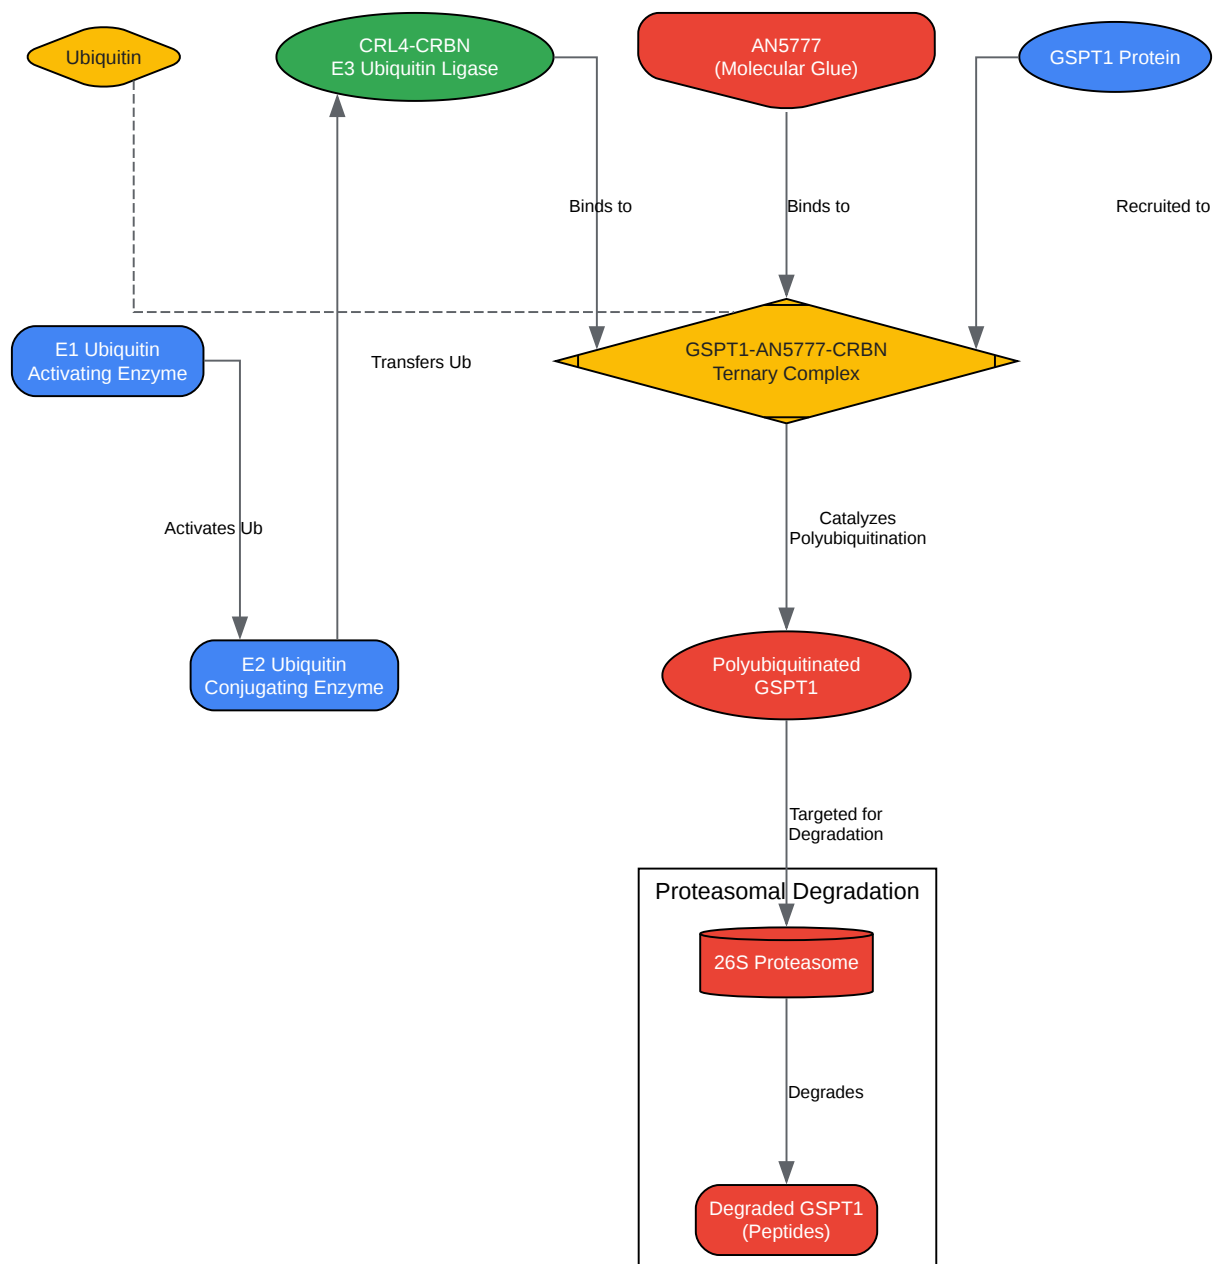 Ubiquitin
CRL4-CRBN
E3 Ubiquitin Ligase
AN5777
(Molecular Glue)
GSPT1 Protein
Binds to
Binds to
Recruited to
E1 Ubiquitin
Activating Enzyme
Transfers Ub
GSPT1-AN5777-CRBN
Ternary Complex
Activates Ub
Catalyzes
Polyubiquitination
E2 Ubiquitin
Conjugating Enzyme
Polyubiquitinated
GSPT1
Targeted for
Degradation
Proteasomal Degradation
26S Proteasome
Degrades
Degraded GSPT1
(Peptides)